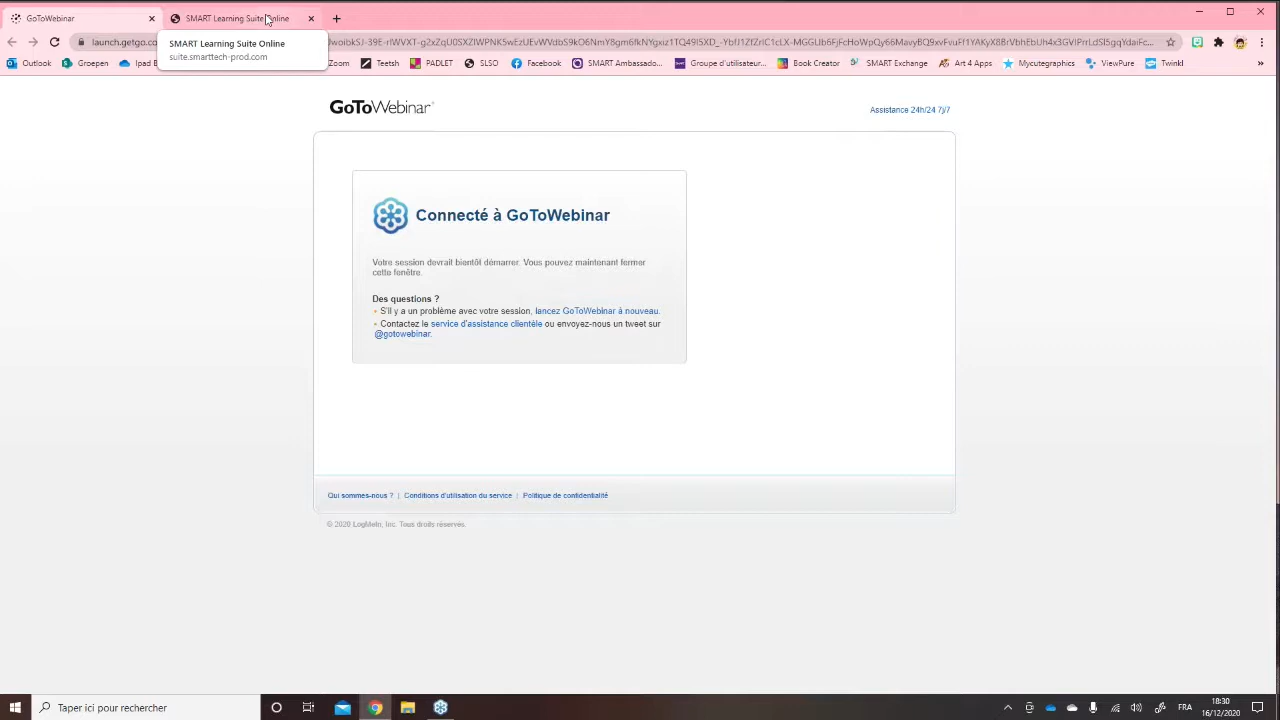 GoToWebinar
SMART Learning Suite Online
SMART Learning Suite Online
suite.smarttech-prod.com
launch.getgo.co
Outlook
Groepen
Ipad B
Zoom
Teetsh
PADLET
SLSO
Facebook
SMART Ambassado...
Groupe d'utilisateur...
Book Creator
SMART Exchange
Art 4 Apps
Mycutegraphics
ViewPure
Twinkl
GoToWebinar
Assistance 24h/24 7j/7
Connecté à GoToWebinar
Votre session devrait bientôt démarrer. Vous pouvez maintenant fermer
cette fenêtre.
Des questions ?
S'il y a un problème avec votre session, lancez GoToWebinar à nouveau.
Contactez le service d'assistance clientèle ou envoyez-nous un tweet sur
@gotowebinar.
Qui sommes-nous ? | Conditions d'utilisation du service | Politique de confidentialité
© 2020 LogMeIn, Inc. Tous droits réservés.
Taper ici pour rechercher
FRA
18:30
16/12/2020